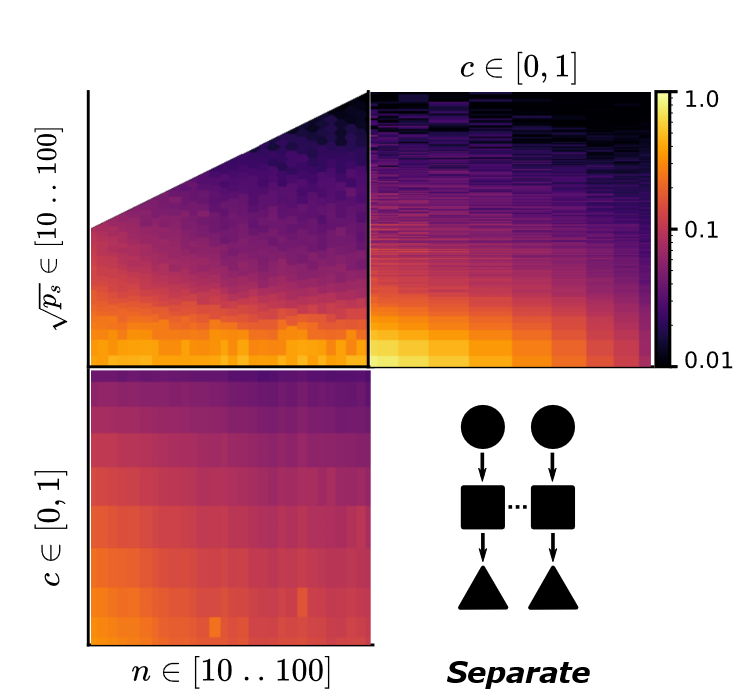 c ∈ [0, 1]
√p_s ∈ [10 . . 100]
1.0
0.1
0.01
c ∈ [0, 1]
...
n ∈ [10 . . 100]
Separate